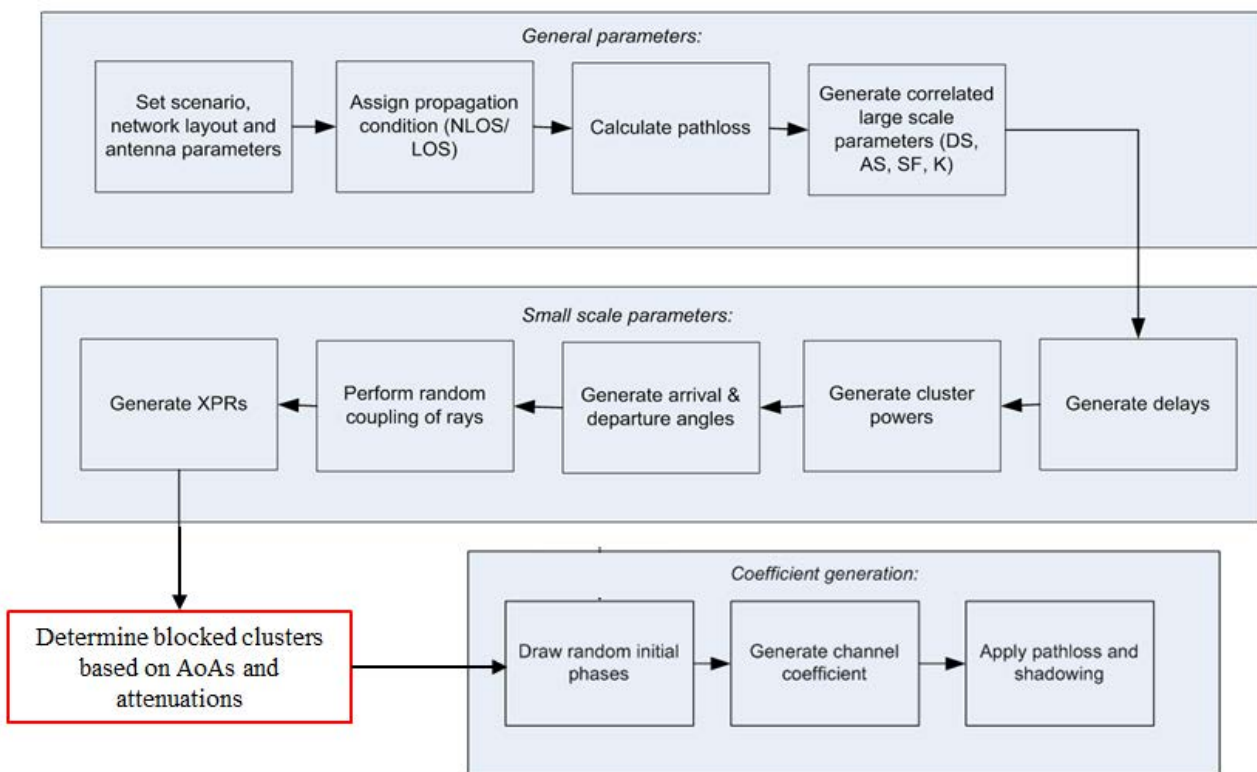 General parameters:
Set scenario,
network layout and
antenna parameters
Assign propagation
condition (NLOS/
LOS)
Calculate pathloss
Generate correlated
large scale
parameters (DS,
AS, SF, K)
Small scale parameters:
Generate XPRs
Perform random
coupling of rays
Generate arrival &
departure angles
Generate cluster
powers
Generate delays
Determine blocked clusters
based on AoAs and
attenuations
Coefficient generation:
Draw random initial
phases
Generate channel
coefficient
Apply pathloss and
shadowing